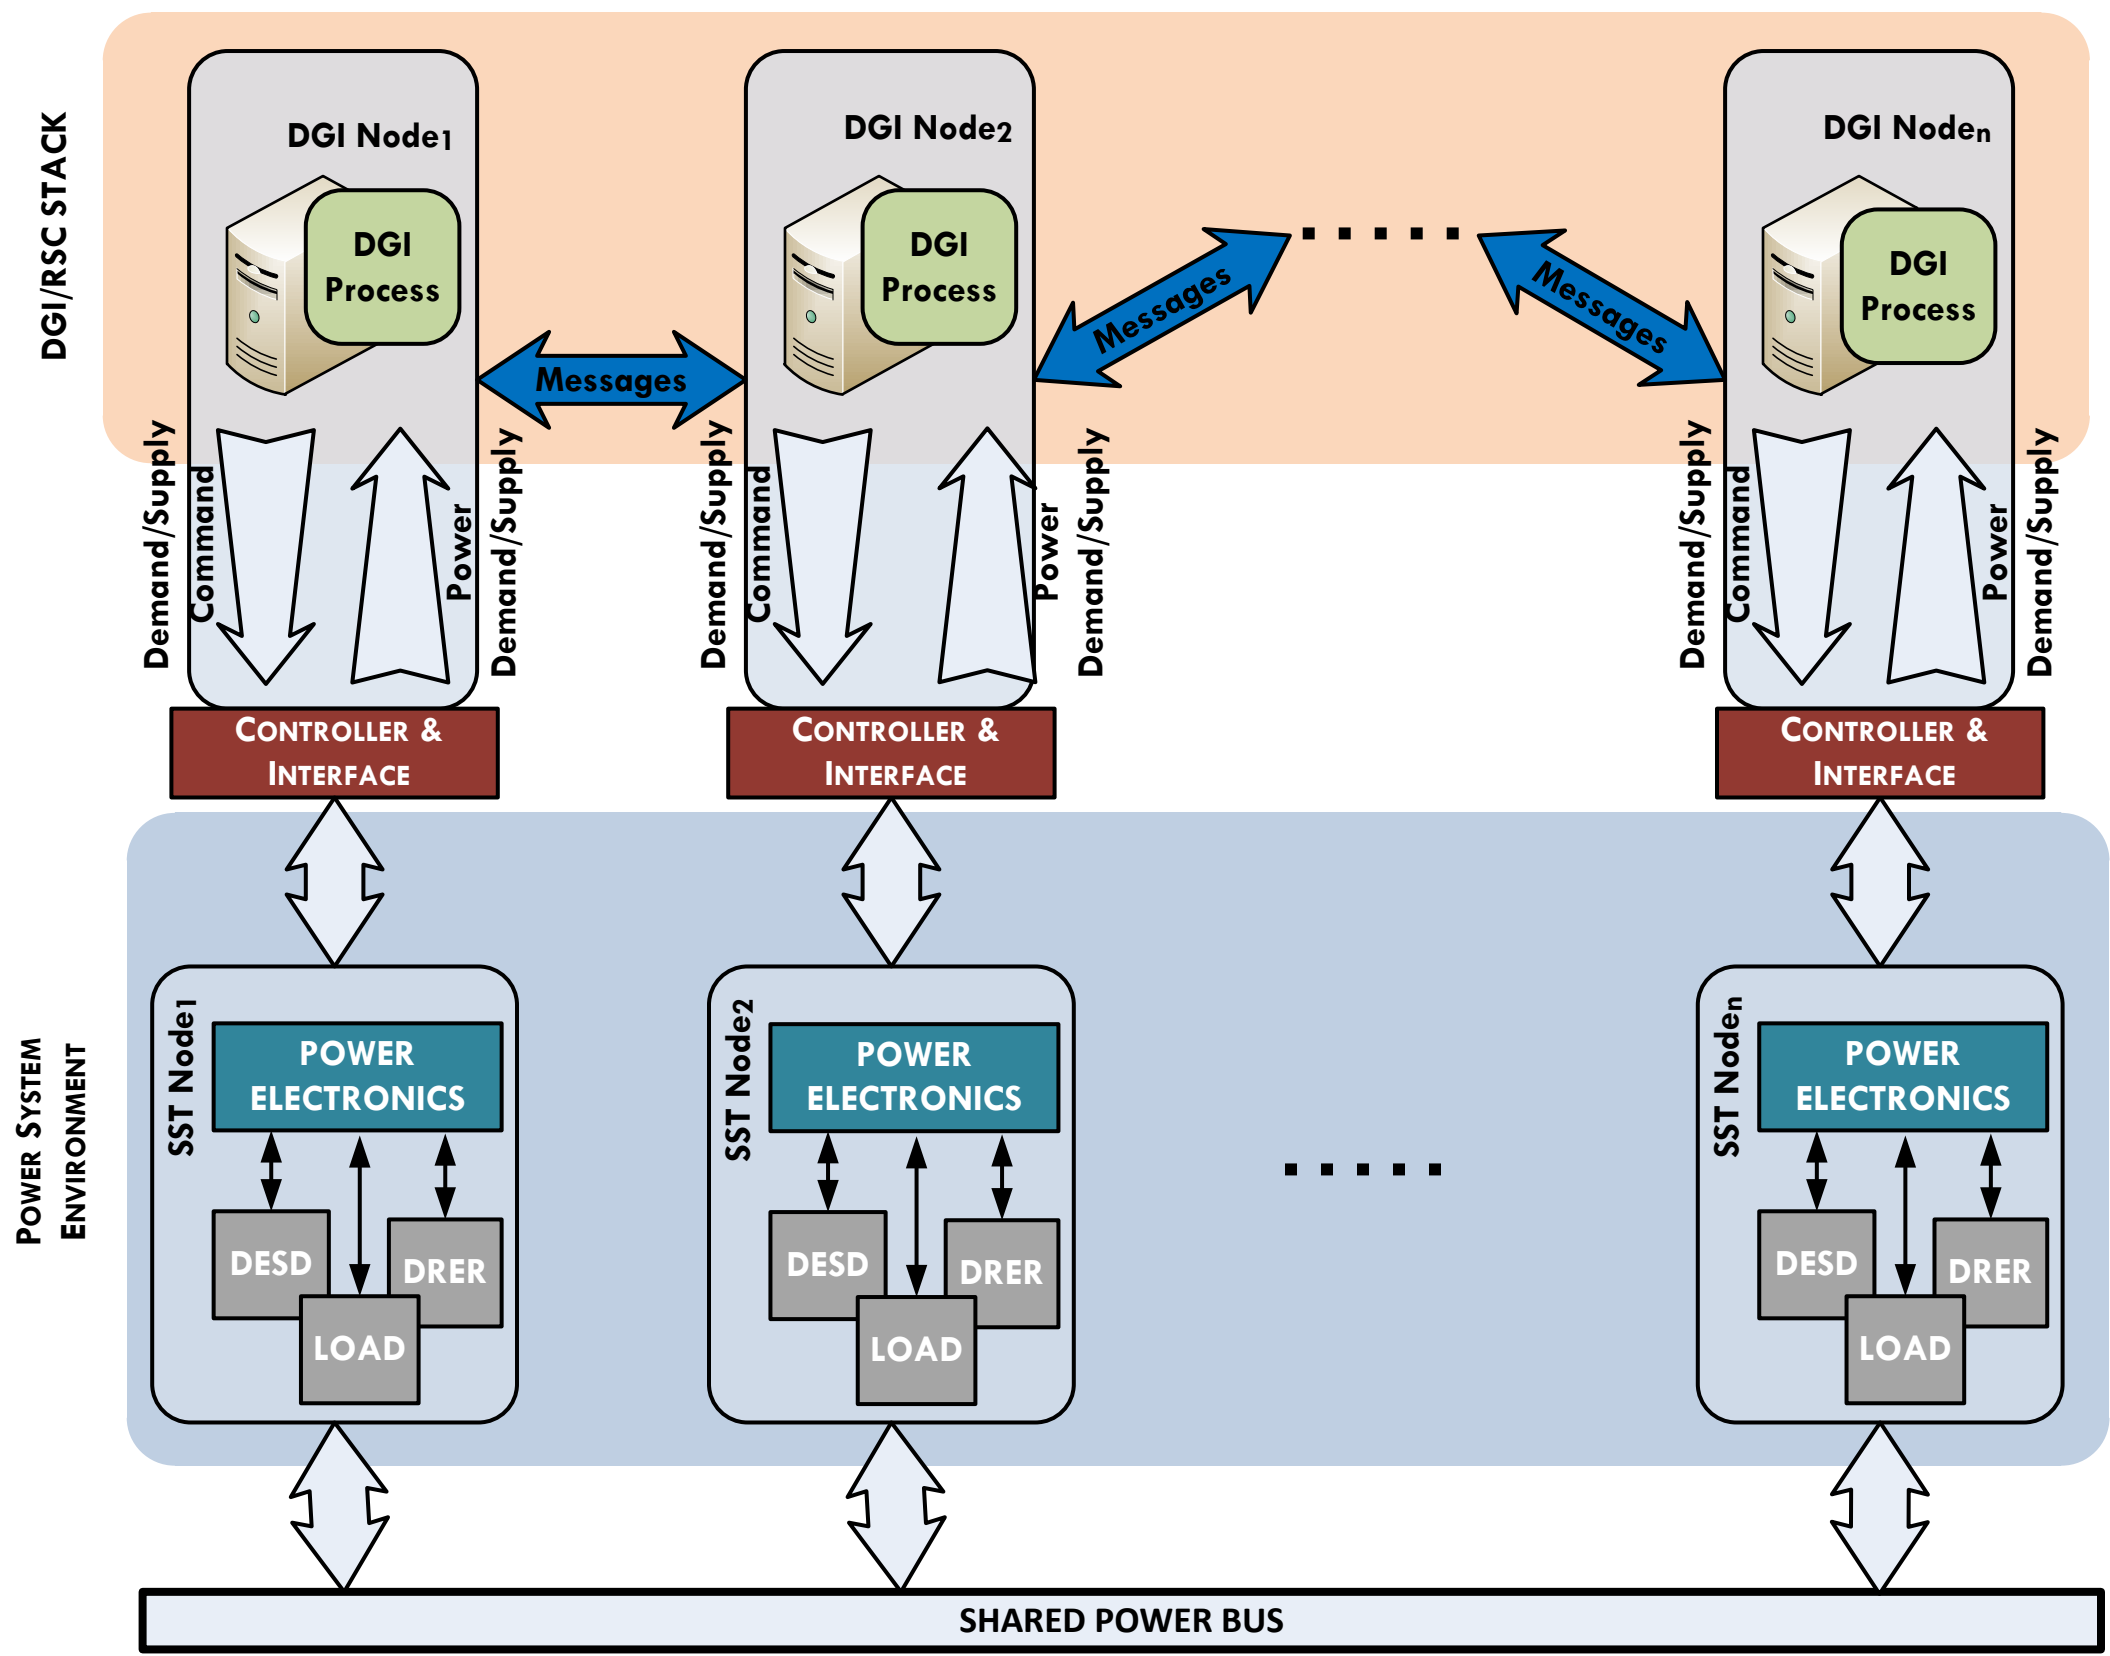 DGI/RSC STACK
DGI Node1
DGI
Process
DGI Node2
DGI
Process
DGI Noden
DGI
Process
Messages
Messages
Messages
Demand/Supply
Command
Power
Demand/Supply
Demand/Supply
Command
Power
Demand/Supply
Demand/Supply
Command
Power
Demand/Supply
CONTROLLER &
INTERFACE
CONTROLLER &
INTERFACE
CONTROLLER &
INTERFACE
POWER SYSTEM
ENVIRONMENT
SST Node1
POWER
ELECTRONICS
DESD
DRER
LOAD
SST Node2
POWER
ELECTRONICS
DESD
DRER
LOAD
SST Noden
POWER
ELECTRONICS
DESD
DRER
LOAD
SHARED POWER BUS